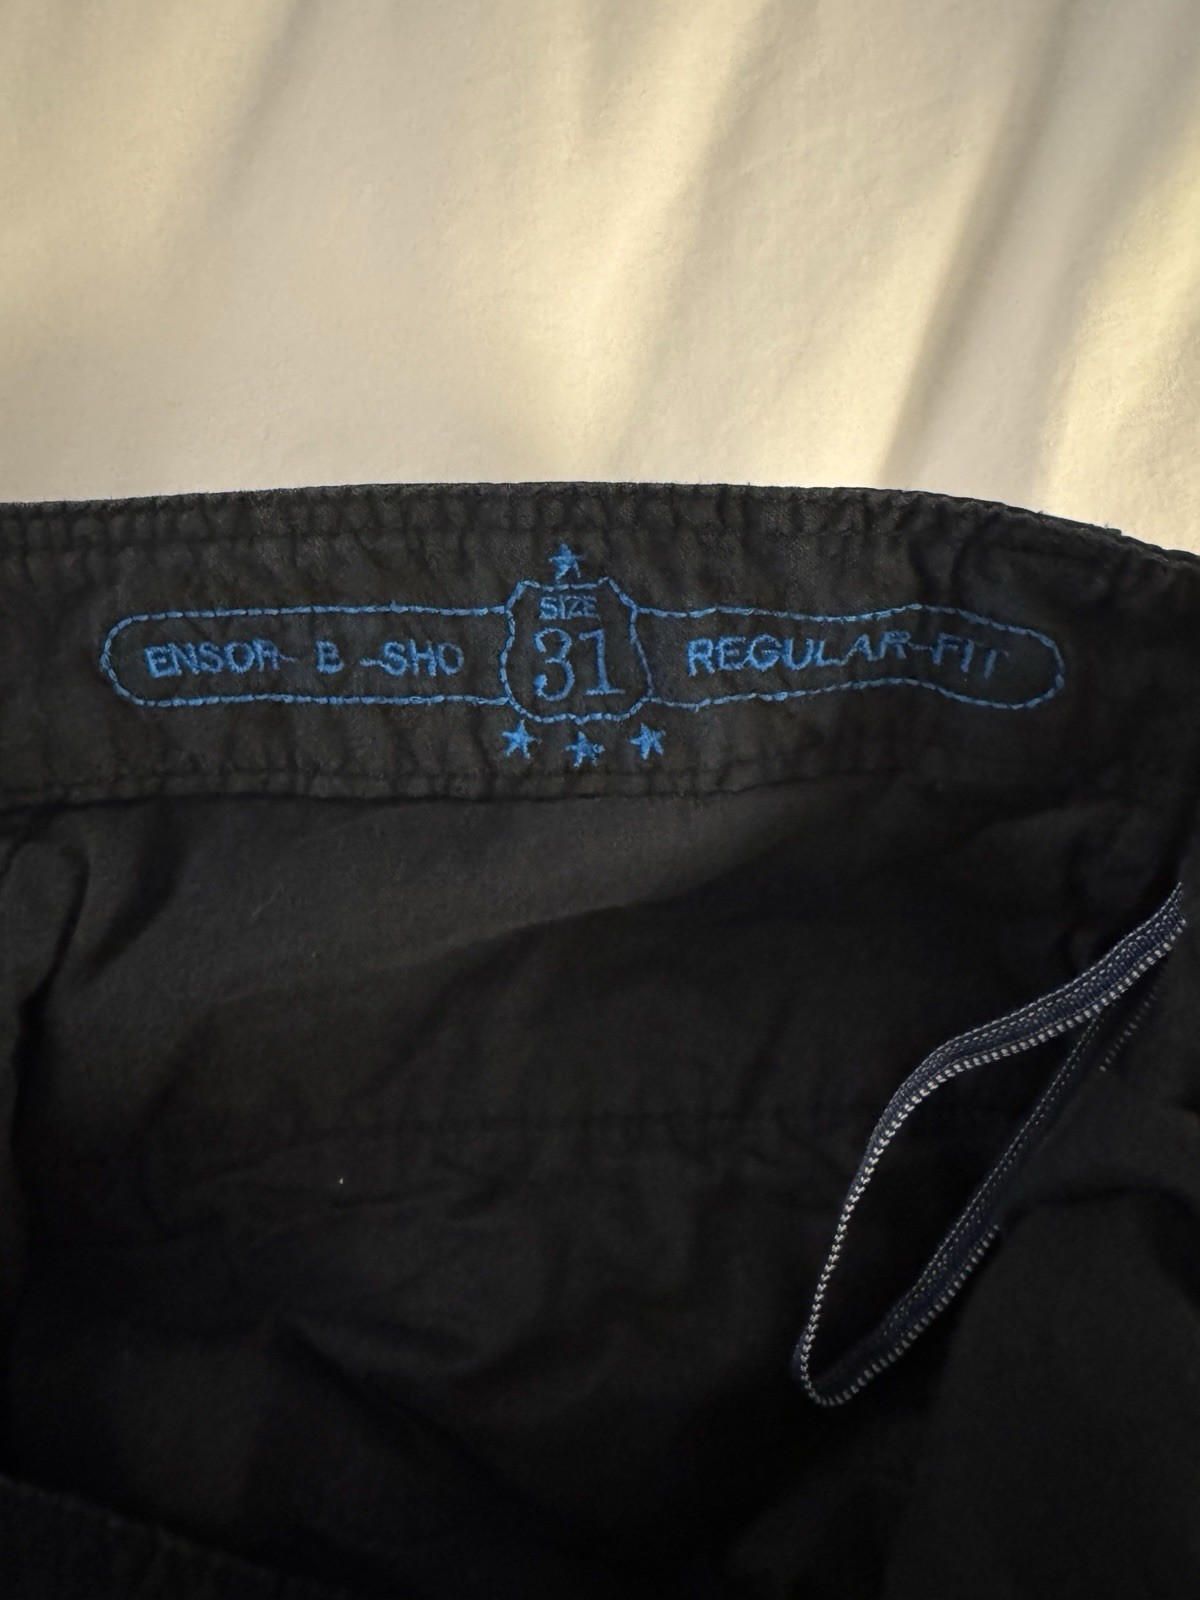 SIZE
ENSOR-B-SHO 31 REGULAR-FIT